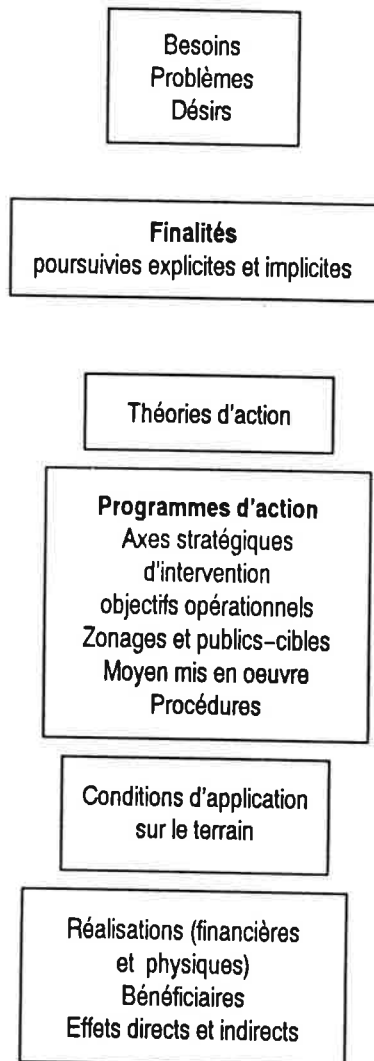 Besoins
Problèmes
Désirs
Finalités
poursuivies explicites et implicites
Théories d'action
Programmes d'action
Axes stratégiques
d'intervention
objectifs opérationnels
Zonages et publics-cibles
Moyen mis en oeuvre
Procédures
Conditions d'application
sur le terrain
Réalisations (financières
et physiques)
Bénéficiaires
Effets directs et indirects